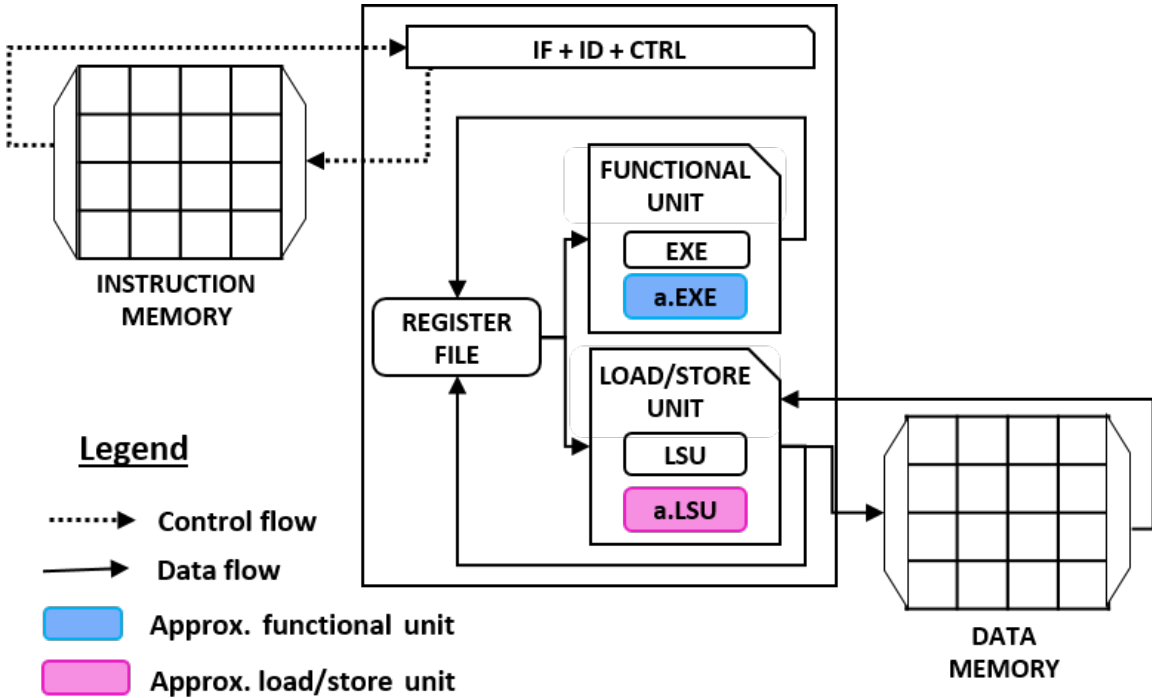 IF + ID + CTRL
INSTRUCTION
MEMORY
FUNCTIONAL
UNIT
EXE
a.EXE
REGISTER
FILE
LOAD/STORE
UNIT
LSU
a.LSU
DATA
MEMORY
Legend
Control flow
Data flow
Approx. functional unit
Approx. load/store unit